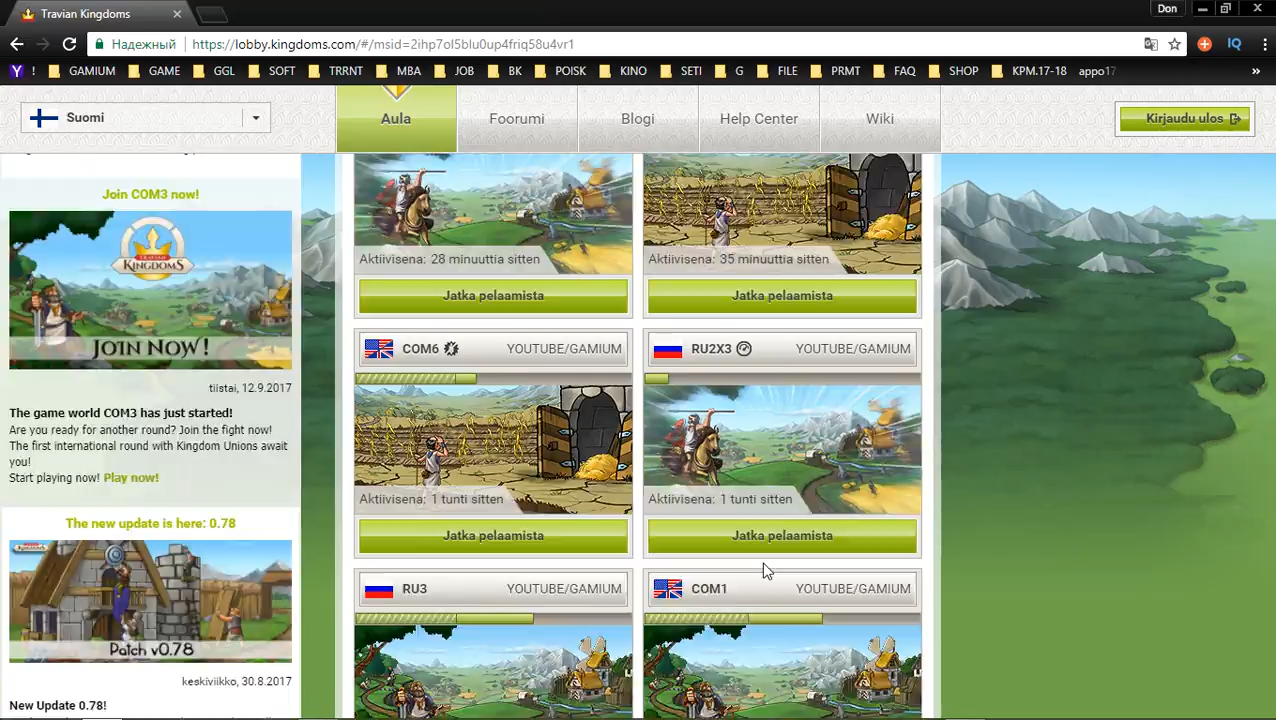 Travian Kingdoms
Don
Надежный
https://lobby.kingdoms.com/#/msid=2ihp7ol5blu0up4friq58u4vr1
IQ
Y ! GAMIUM GAME GGL SOFT TRRNT MBA JOB BK POISK KINO SETI G FILE PRMT FAQ SHOP KPM.17-18 appo17 »
Suomi
Aula
Foorumi
Blogi
Help Center
Wiki
Kirjaudu ulos
Join COM3 now!
TRAVIAN
KINGDOMS
JOIN NOW!
tiistai, 12.9.2017
The game world COM3 has just started!
Are you ready for another round? Join the fight now!
The first international round with Kingdom Unions await
you!
Start playing now! Play now!
The new update is here: 0.78
Patch v0.78
keskiviikko, 30.8.2017
New Update 0.78!
Aktiivisena: 28 minuuttia sitten
Jatka pelaamista
Aktiivisena: 35 minuuttia sitten
Jatka pelaamista
COM6 YOUTUBE/GAMIUM
Aktiivisena: 1 tunti sitten
Jatka pelaamista
RU2X3 YOUTUBE/GAMIUM
Aktiivisena: 1 tunti sitten
Jatka pelaamista
RU3 YOUTUBE/GAMIUM
COM1 YOUTUBE/GAMIUM